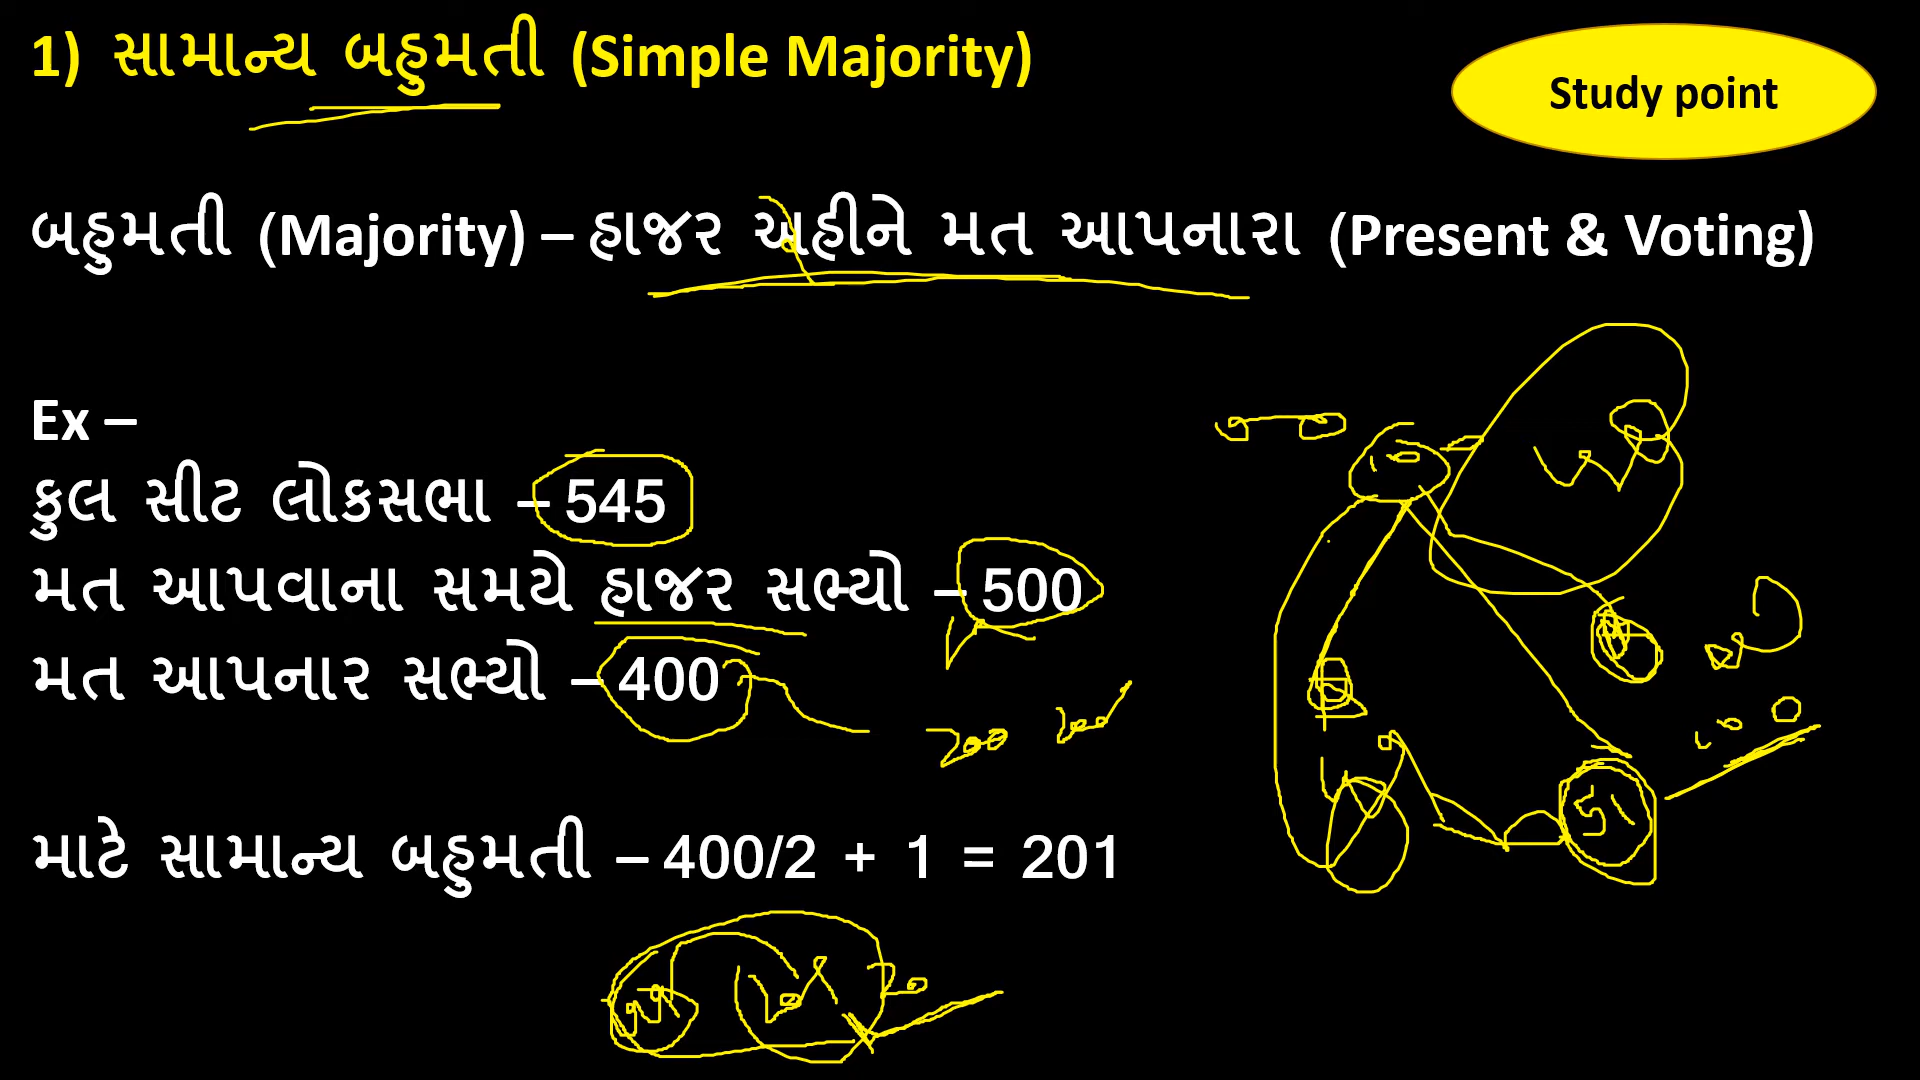 1) સામાન્ય બહુમતી (Simple Majority)
Study point
બહુમતી (Majority) – હાજર અહીને મત આપનારા (Present & Voting)
Ex –
કુલ સીટ લોકસભા – 545
મત આપવાના સમયે હાજર સભ્યો – 500
મત આપનાર સભ્યો – 400
માટે સામાન્ય બહુમતી – 400/2 + 1 = 201